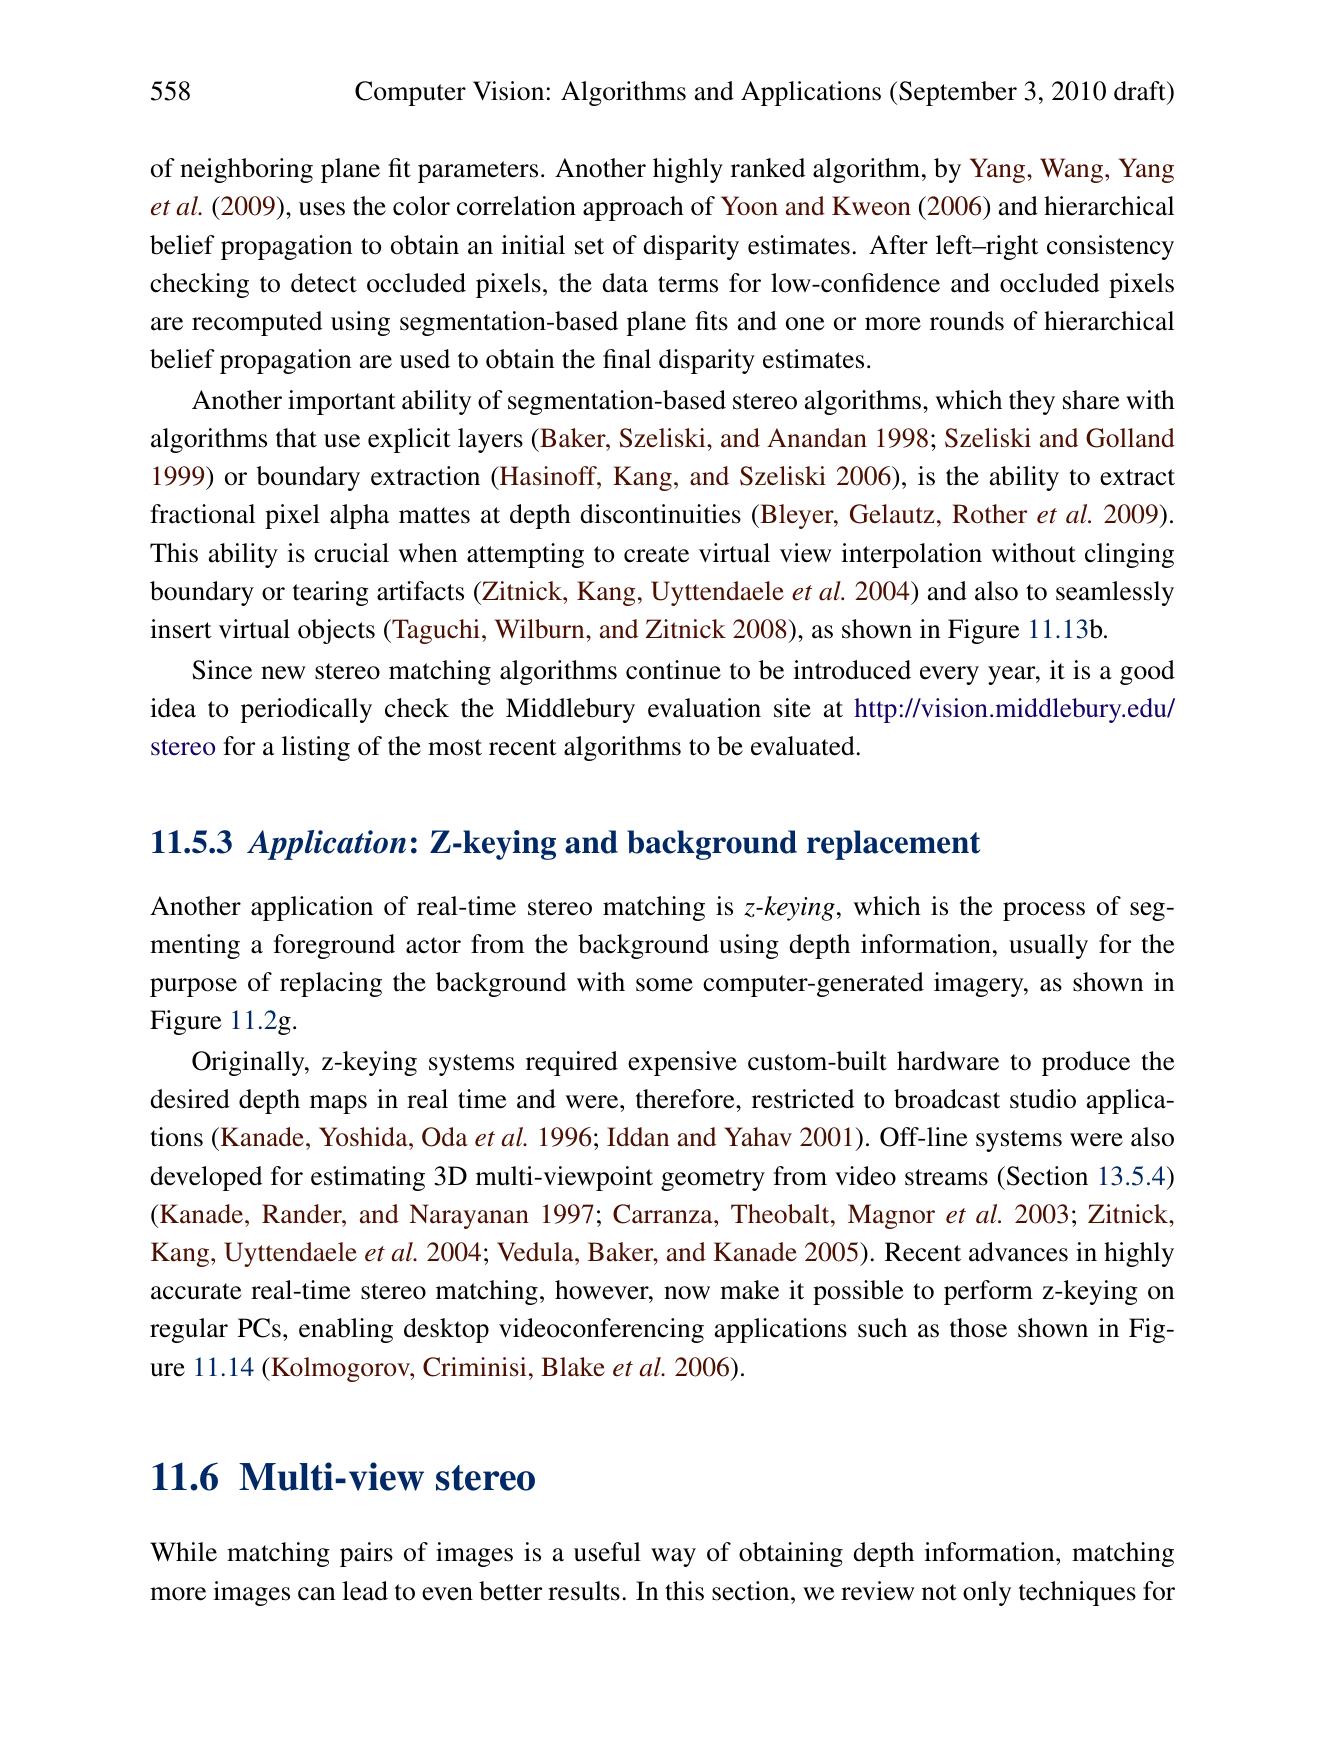 558 Computer Vision: Algorithms and Applications (September 3, 2010 draft)
of neighboring plane fit parameters. Another highly ranked algorithm, by Yang, Wang, Yang
et al. (2009), uses the color correlation approach of Yoon and Kweon (2006) and hierarchical
belief propagation to obtain an initial set of disparity estimates. After left–right consistency
checking to detect occluded pixels, the data terms for low-confidence and occluded pixels
are recomputed using segmentation-based plane fits and one or more rounds of hierarchical
belief propagation are used to obtain the final disparity estimates.
Another important ability of segmentation-based stereo algorithms, which they share with
algorithms that use explicit layers (Baker, Szeliski, and Anandan 1998; Szeliski and Golland
1999) or boundary extraction (Hasinoff, Kang, and Szeliski 2006), is the ability to extract
fractional pixel alpha mattes at depth discontinuities (Bleyer, Gelautz, Rother et al. 2009).
This ability is crucial when attempting to create virtual view interpolation without clinging
boundary or tearing artifacts (Zitnick, Kang, Uyttendaele et al. 2004) and also to seamlessly
insert virtual objects (Taguchi, Wilburn, and Zitnick 2008), as shown in Figure 11.13b.
Since new stereo matching algorithms continue to be introduced every year, it is a good
idea to periodically check the Middlebury evaluation site at http://vision.middlebury.edu/
stereo for a listing of the most recent algorithms to be evaluated.
11.5.3 Application: Z-keying and background replacement
Another application of real-time stereo matching is z-keying, which is the process of seg-
menting a foreground actor from the background using depth information, usually for the
purpose of replacing the background with some computer-generated imagery, as shown in
Figure 11.2g.
Originally, z-keying systems required expensive custom-built hardware to produce the
desired depth maps in real time and were, therefore, restricted to broadcast studio applica-
tions (Kanade, Yoshida, Oda et al. 1996; Iddan and Yahav 2001). Off-line systems were also
developed for estimating 3D multi-viewpoint geometry from video streams (Section 13.5.4)
(Kanade, Rander, and Narayanan 1997; Carranza, Theobalt, Magnor et al. 2003; Zitnick,
Kang, Uyttendaele et al. 2004; Vedula, Baker, and Kanade 2005). Recent advances in highly
accurate real-time stereo matching, however, now make it possible to perform z-keying on
regular PCs, enabling desktop videoconferencing applications such as those shown in Fig-
ure 11.14 (Kolmogorov, Criminisi, Blake et al. 2006).
11.6 Multi-view stereo
While matching pairs of images is a useful way of obtaining depth information, matching
more images can lead to even better results. In this section, we review not only techniques for